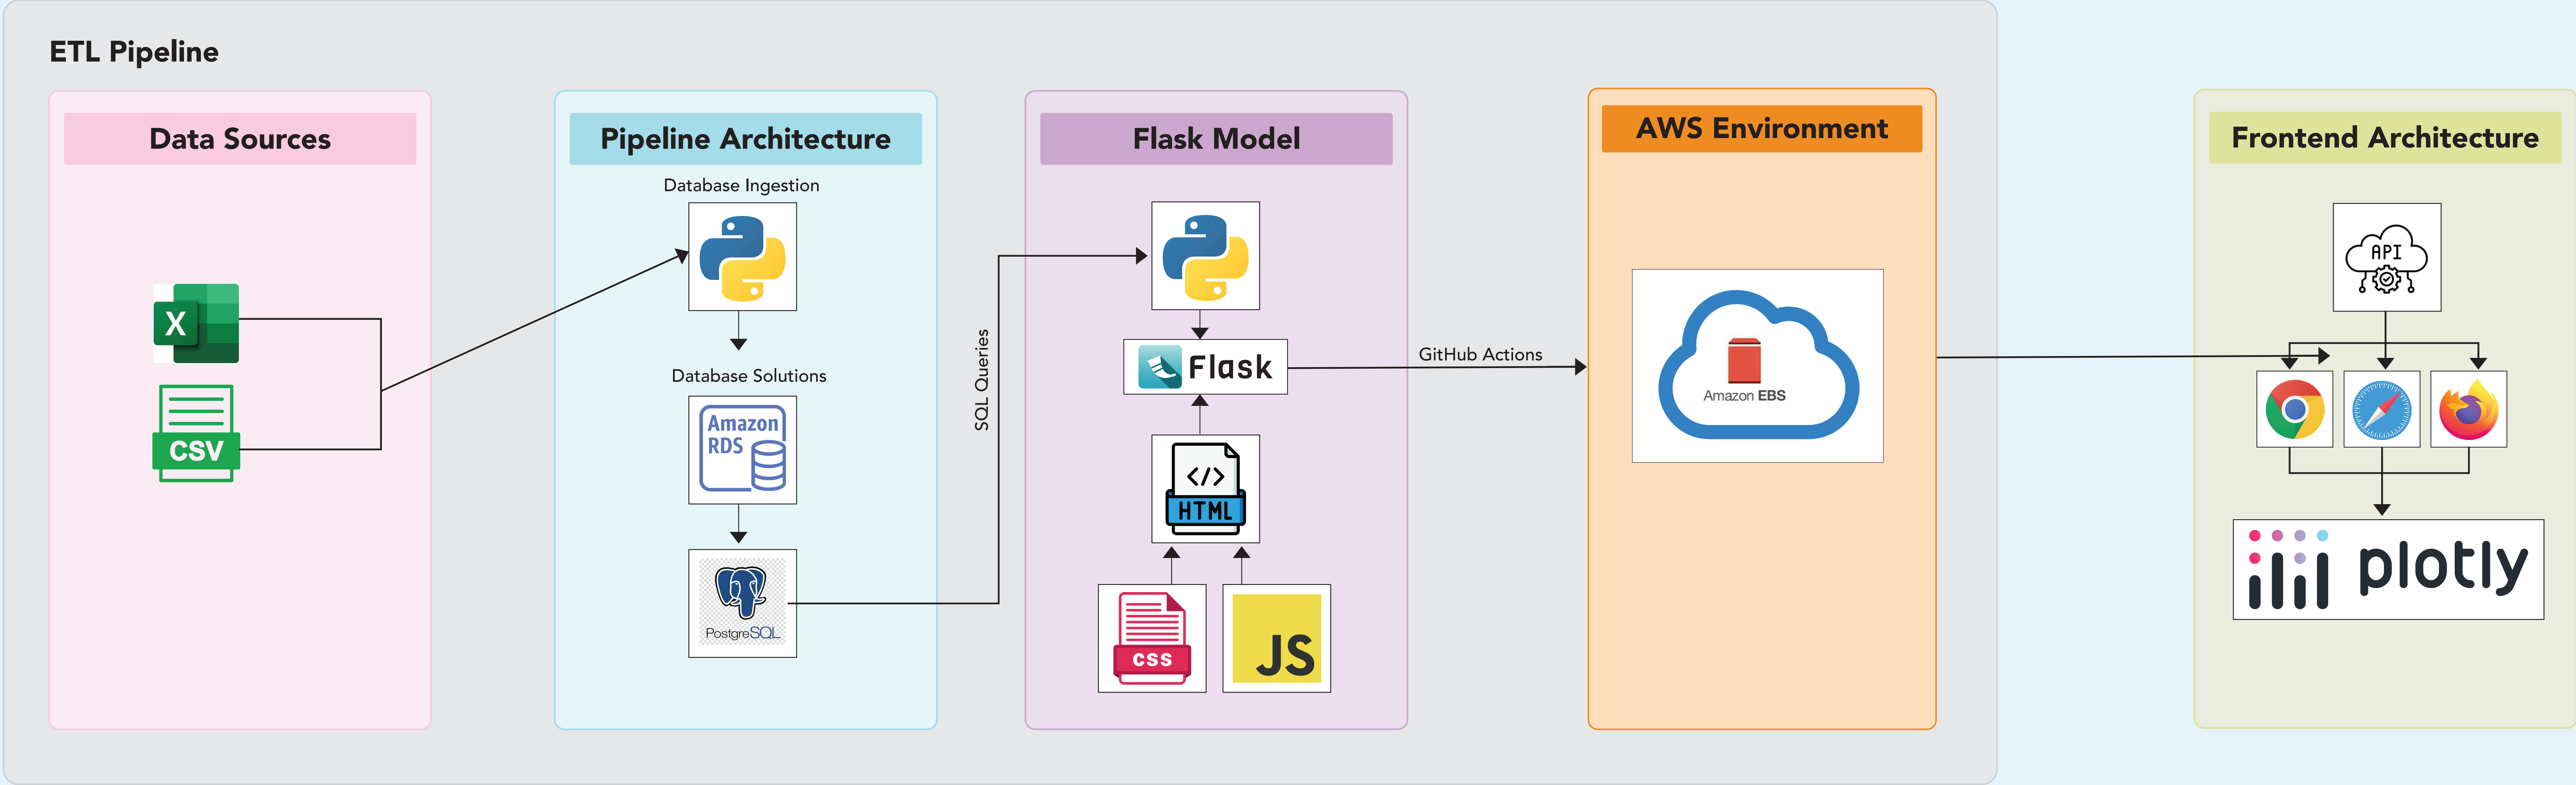 ETL Pipeline
Data Sources
X
CSV
Pipeline Architecture
Database Ingestion
Database Solutions
Amazon
RDS
PostgreSQL
SQL Queries
Flask Model
Flask
</>
HTML
css
JS
GitHub Actions
AWS Environment
Amazon EBS
Frontend Architecture
API
plotly